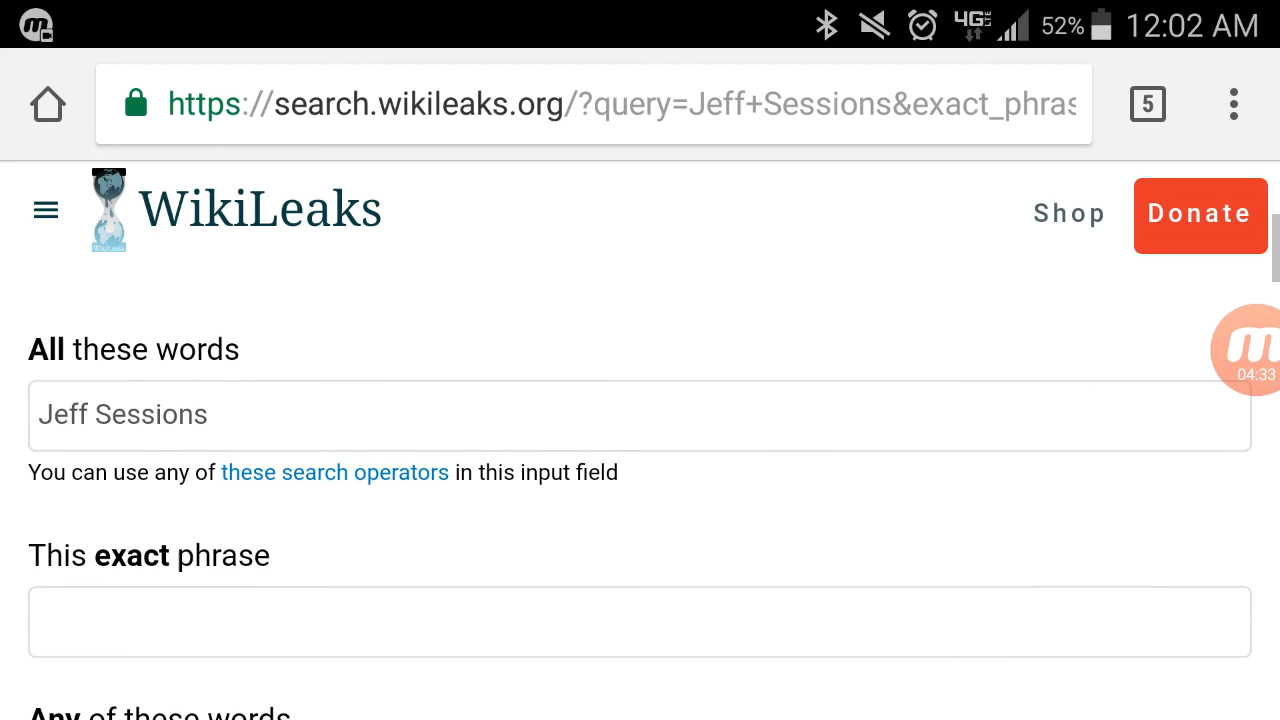 52% 12:02 AM
https://search.wikileaks.org/?query=Jeff+Sessions&exact_phras
5
WikiLeaks
Shop
Donate
All these words
04:33
Jeff Sessions
You can use any of these search operators in this input field
This exact phrase
Any of these words